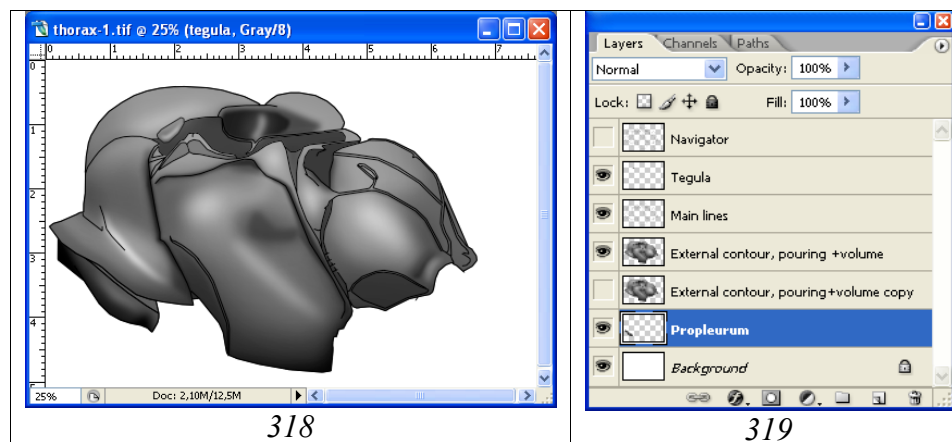 thorax-1.tif @ 25% (tegula, Gray/8)
0 1 2 3 4 5 6 7
0
1
2
3
4
5
25% Doc: 2,10M/12,5M
318
Layers Channels Paths
Normal Opacity: 100%
Lock: Fill: 100%
Navigator
Tegula
Main lines
External contour, pouring +volume
External contour, pouring+volume copy
Propleurum
Background
319